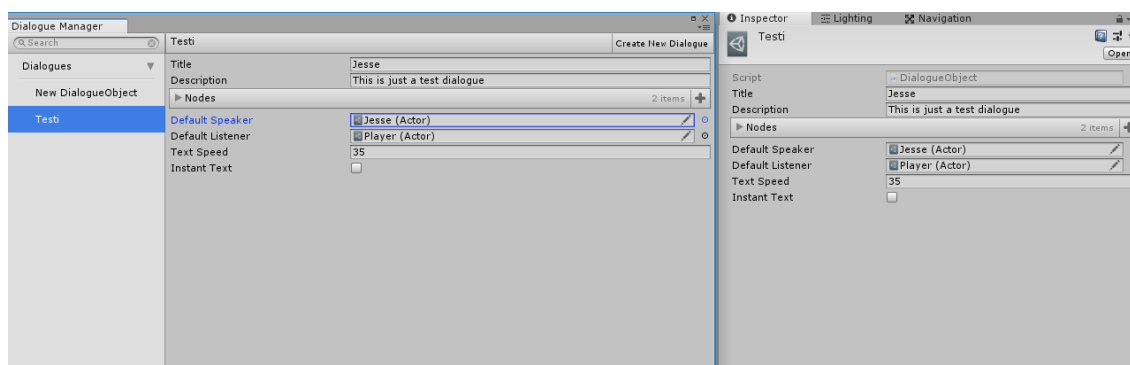 Dialogue Manager
Search
Dialogues
New DialogueObject
Testi
Testi
Create New Dialogue
Title
Jesse
Description
This is just a test dialogue
Nodes
2 items
Default Speaker
Jesse (Actor)
Default Listener
Player (Actor)
Text Speed
35
Instant Text
Inspector
Lighting
Navigation
Testi
Open
Script
DialogueObject
Title
Jesse
Description
This is just a test dialogue
Nodes
2 items
Default Speaker
Jesse (Actor)
Default Listener
Player (Actor)
Text Speed
35
Instant Text